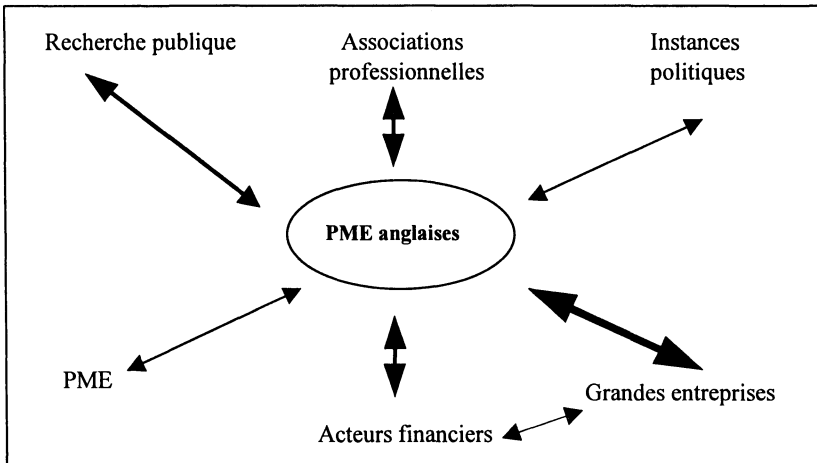 Recherche publique
Associations
professionnelles
Instances
politiques
PME anglaises
PME
Grandes entreprises
Acteurs financiers